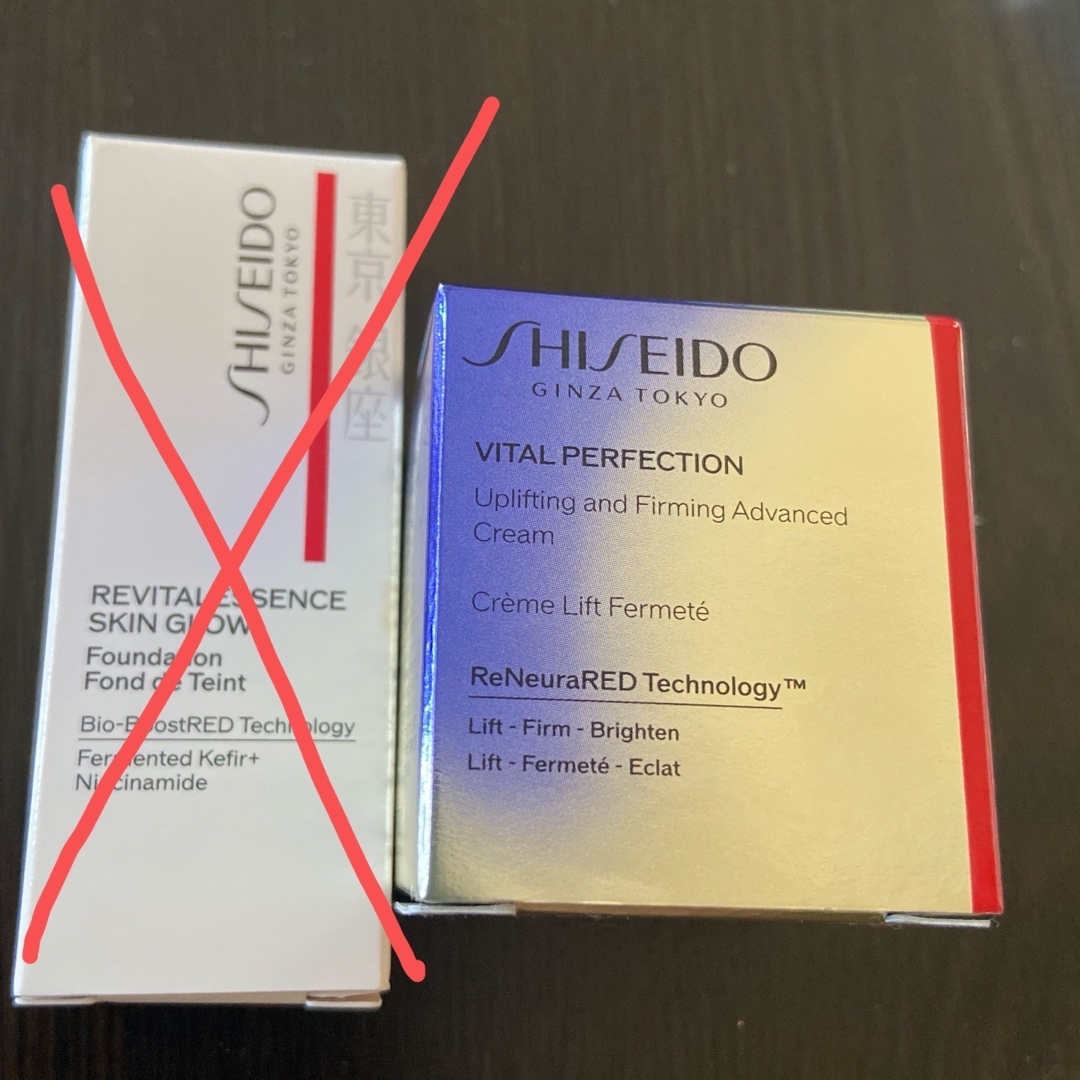 SHISEIDO
GINZA TOKYO
東京 銀座
REVITALESSENCE
SKIN GLOW
Foundation
Fond de Teint
Bio-BoostRED Technology
Fermented Kefir+
Niacinamide
SHISEIDO
GINZA TOKYO
VITAL PERFECTION
Uplifting and Firming Advanced
Cream
Crème Lift Fermeté
ReNeuraRED Technology™
Lift - Firm - Brighten
Lift - Fermeté - Eclat